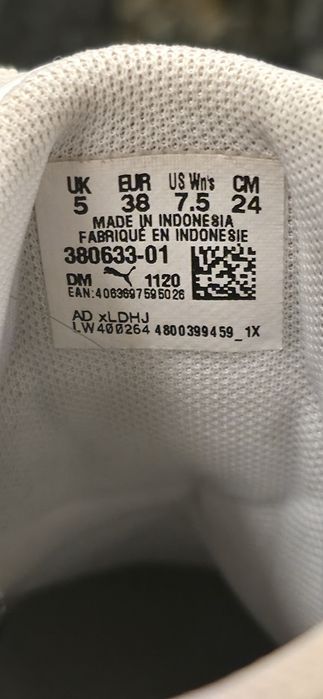 UK EUR US Wn's CM
5 38 7.5 24
MADE IN INDONESIA
FABRIQUÉ EN INDONESIE
380633-01
DM 1120
EAN:4063697595026
AD xLDHJ
LW400264 4800399459_1X